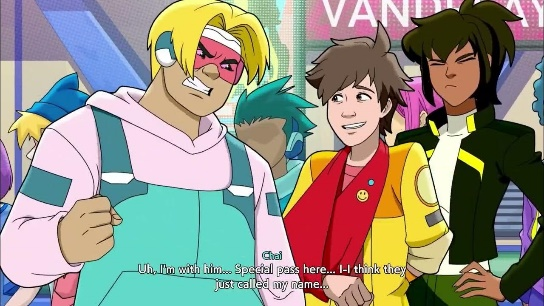 VANDELAY
Chai
Uh, I'm with him... Special pass here... I-I think they
just called my name...